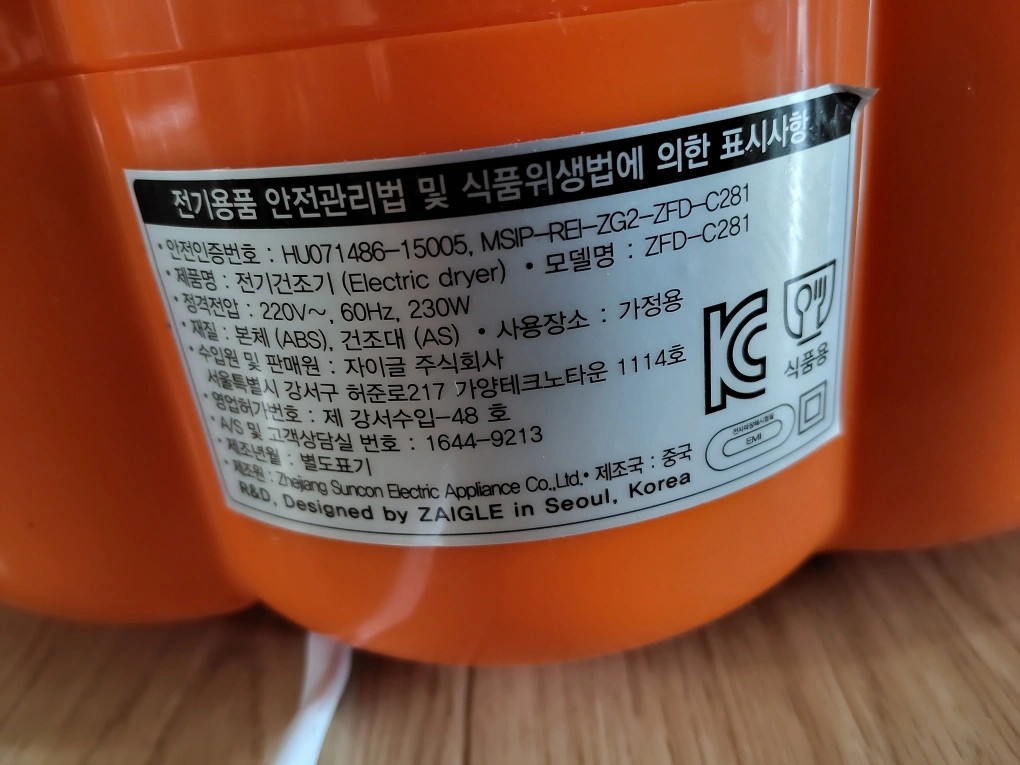 전기용품 안전관리법 및 식품위생법에 의한 표시사항
• 안전인증번호 : HU071486-15005, MSIP-REI-ZG2-ZFD-C281
• 제품명 : 전기건조기 (Electric dryer) • 모델명 : ZFD-C281
• 정격전압 : 220V~, 60Hz, 230W
• 재질 : 본체 (ABS), 건조대 (AS) • 사용장소 : 가정용
• 수입원 및 판매원 : 자이글 주식회사
서울특별시 강서구 허준로217 가양테크노타운 1114호
• 영업허가번호 : 제 강서수입-48 호
• A/S 및 고객상담실 번호 : 1644-9213
• 제조년월 : 별도표기
• 제조원 : Zhejiang Suncon Electric Appliance Co.,Ltd. • 제조국 : 중국
R&D, Designed by ZAIGLE in Seoul, Korea
식품용
EMI